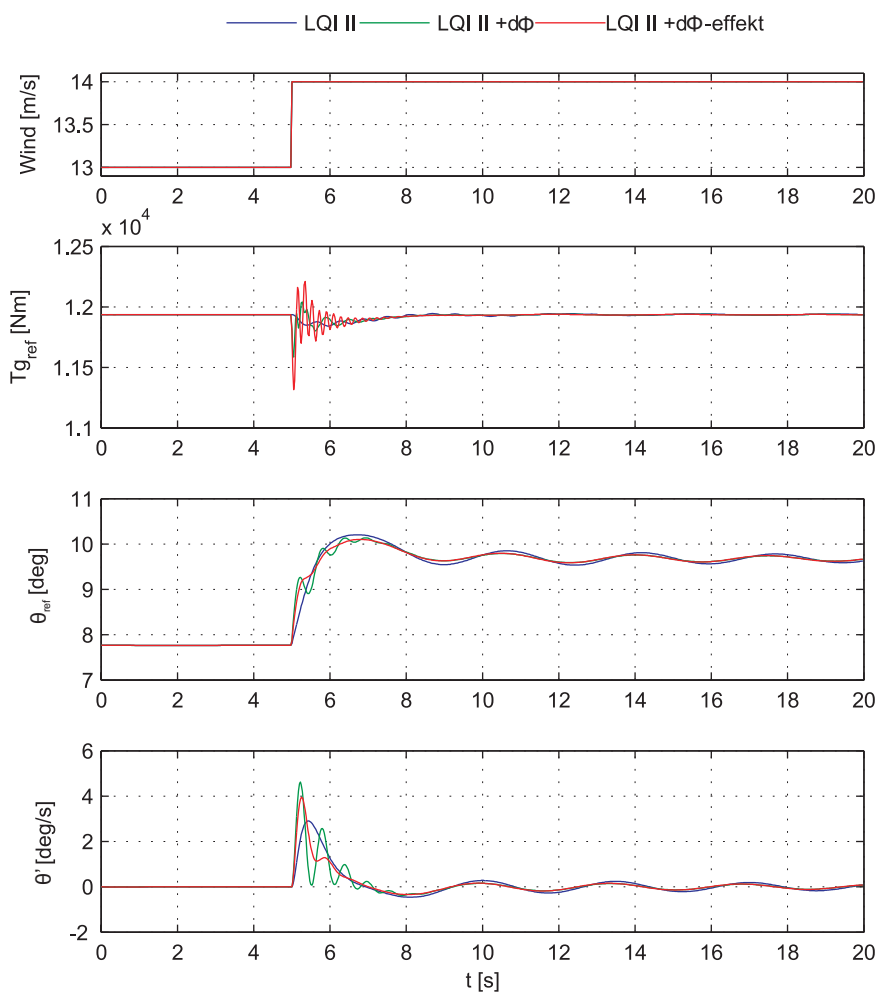 LQI II LQI II +dΦ LQI II +dΦ-effekt
Wind [m/s]
14
13.5
13
0 2 4 6 8 10 12 14 16 18 20
x 10^4
Tg_ref [Nm]
1.25
1.2
1.15
1.1
0 2 4 6 8 10 12 14 16 18 20
θ_ref [deg]
11
10
9
8
7
0 2 4 6 8 10 12 14 16 18 20
θ' [deg/s]
6
4
2
0
-2
0 2 4 6 8 10 12 14 16 18 20
t [s]